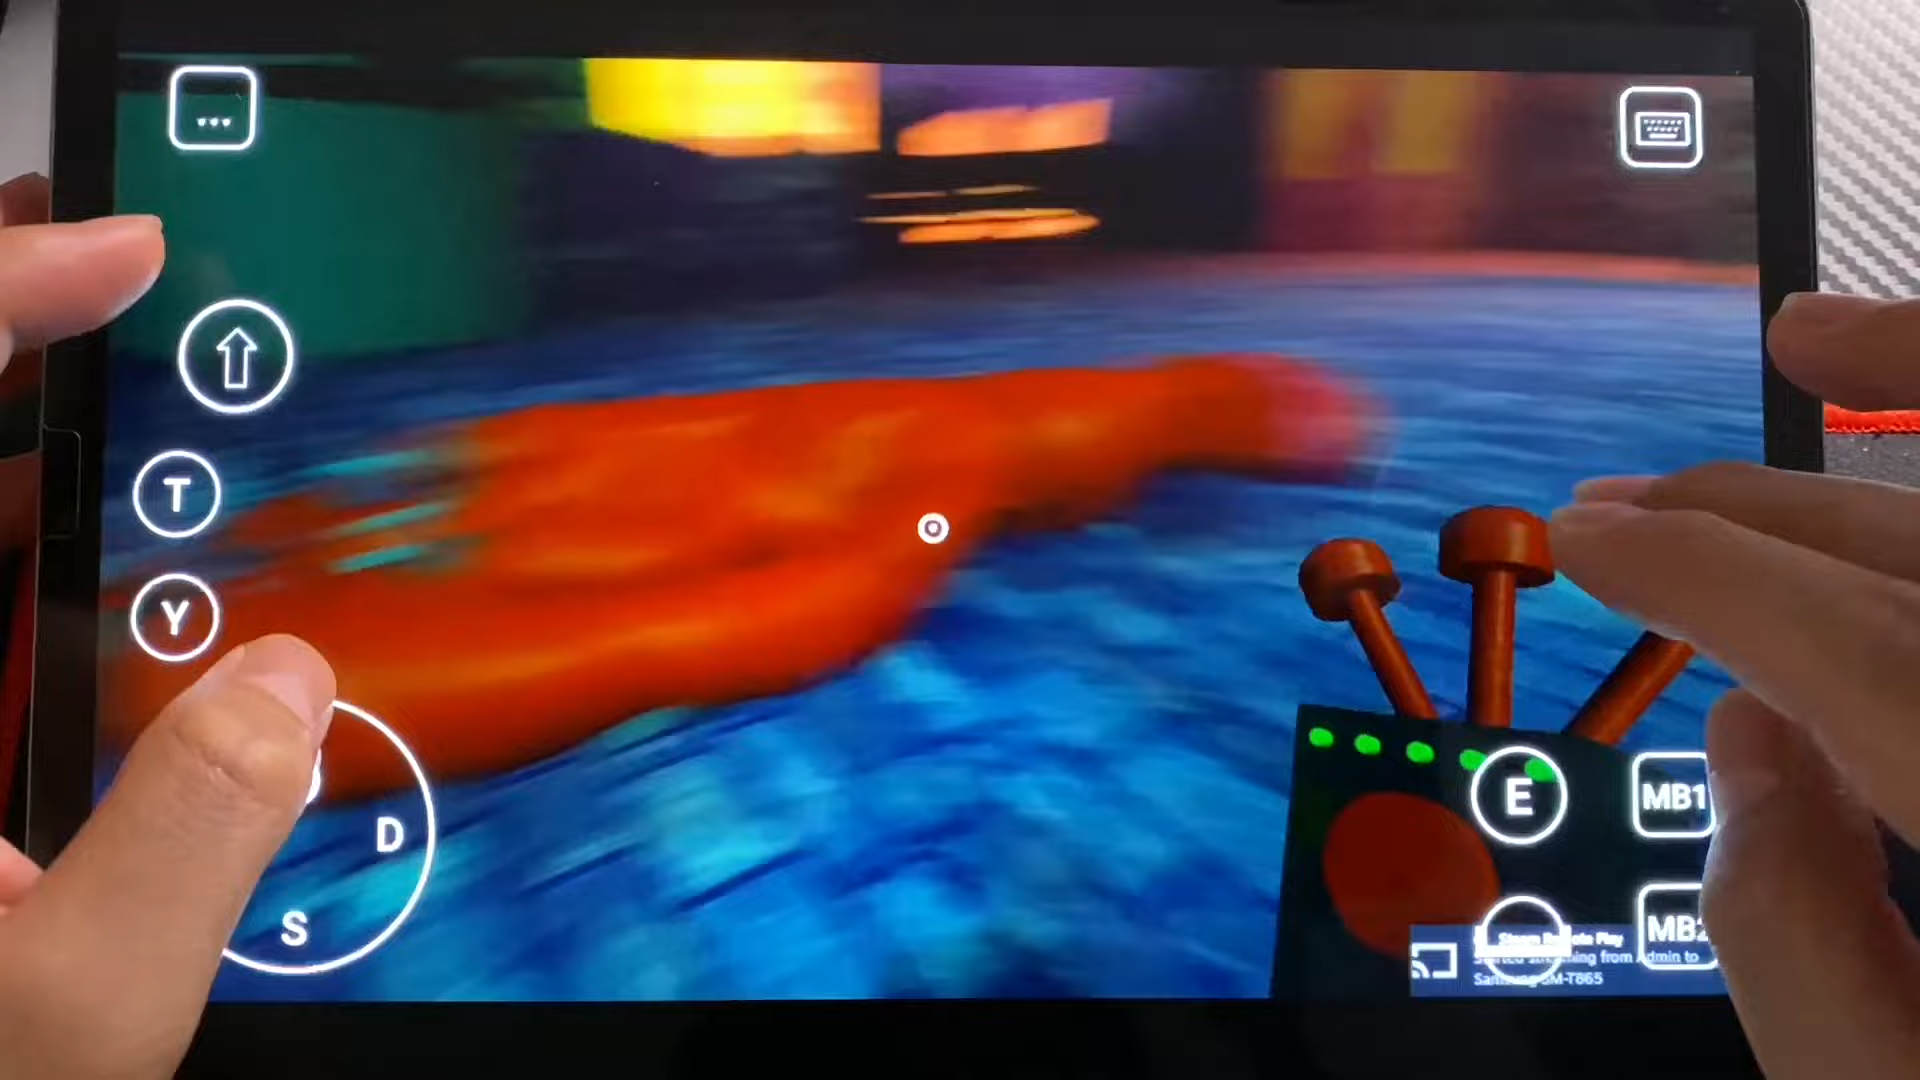 T
Y
D
S
E
MB1
MB2
Steam Remote Play
Started streaming from Admin to
Samsung SM-T865